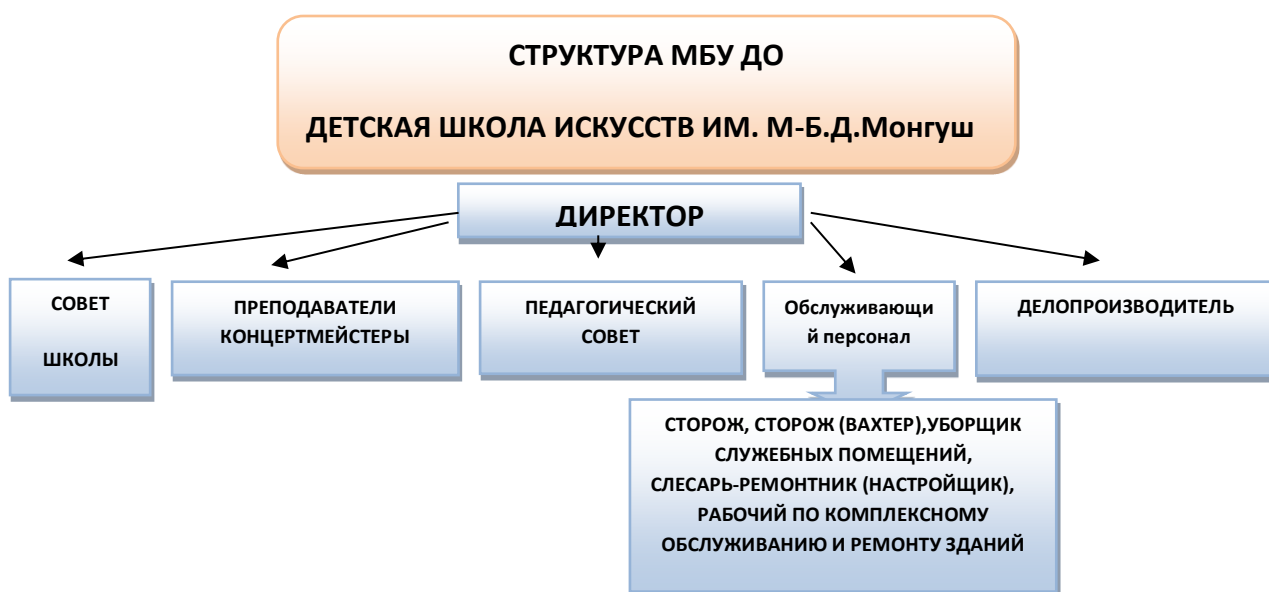 СТРУКТУРА МБУ ДО
ДЕТСКАЯ ШКОЛА ИСКУССТВ ИМ. М-Б.Д.Монгуш
ДИРЕКТОР
СОВЕТ
ШКОЛЫ
ПРЕПОДАВАТЕЛИ
КОНЦЕРТМЕЙСТЕРЫ
ПЕДАГОГИЧЕСКИЙ
СОВЕТ
Обслуживающи
й персонал
ДЕЛОПРОИЗВОДИТЕЛЬ
СТОРОЖ, СТОРОЖ (ВАХТЕР),УБОРЩИК
СЛУЖЕБНЫХ ПОМЕЩЕНИЙ,
СЛЕСАРЬ-РЕМОНТНИК (НАСТРОЙЩИК),
РАБОЧИЙ ПО КОМПЛЕКСНОМУ
ОБСЛУЖИВАНИЮ И РЕМОНТУ ЗДАНИЙ